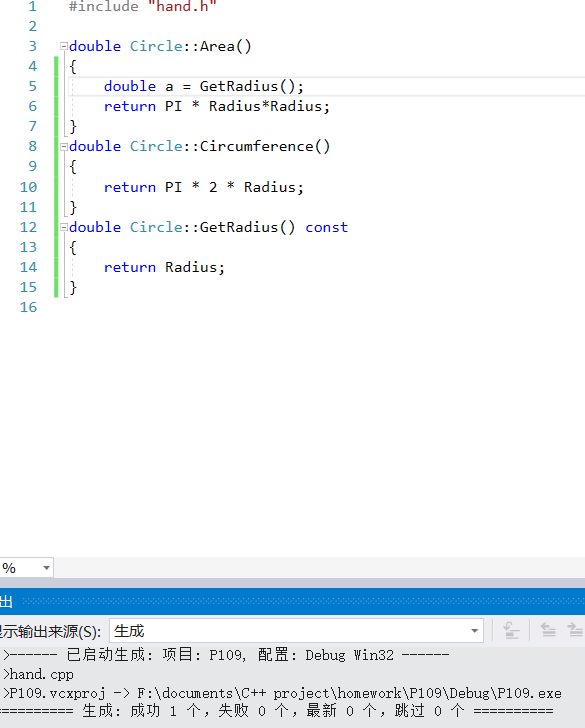 1 #include "hand.h"
2
3 double Circle::Area()
4 {
5 double a = GetRadius();
6 return PI * Radius*Radius;
7 }
8 double Circle::Circumference()
9 {
10 return PI * 2 * Radius;
11 }
12 double Circle::GetRadius() const
13 {
14 return Radius;
15 }
16
%
出
示输出来源(S): 生成
>------ 已启动生成: 项目: P109, 配置: Debug Win32 ------
>hand.cpp
>P109.vcxproj -> F:\documents\C++ project\homework\P109\Debug\P109.exe
========== 生成: 成功 1 个，失败 0 个，最新 0 个，跳过 0 个 ==========